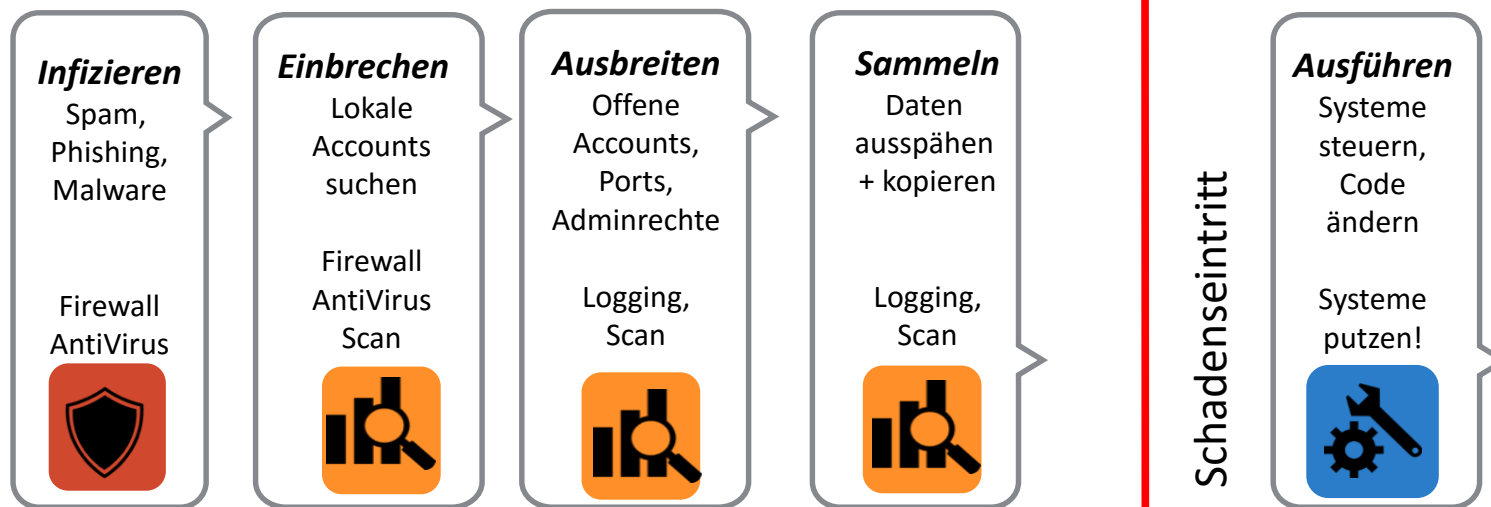 Infizieren
Spam,
Phishing,
Malware
Firewall
AntiVirus
Einbrechen
Lokale
Accounts
suchen
Firewall
AntiVirus
Scan
Ausbreiten
Offene
Accounts,
Ports,
Adminrechte
Logging,
Scan
Sammeln
Daten
ausspähen
+ kopieren
Logging,
Scan
Schadenseintritt
Ausführen
Systeme
steuern,
Code
ändern
Systeme
putzen!